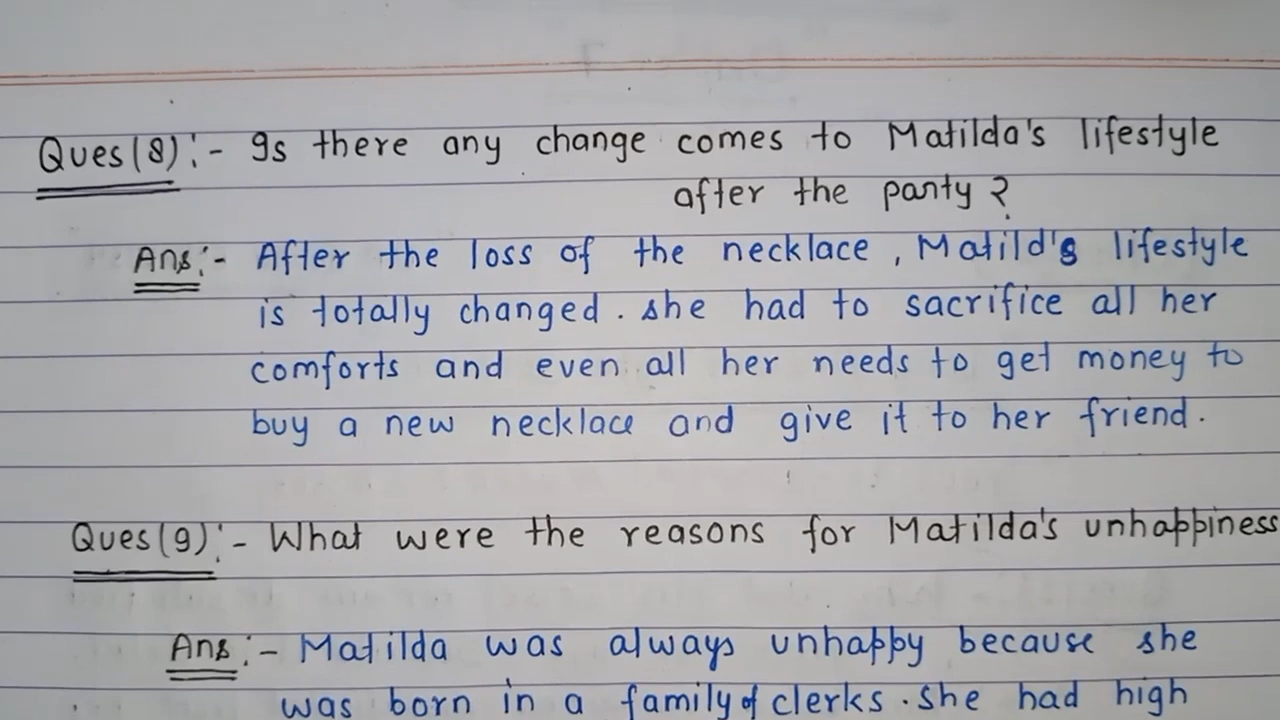 Ques(8):- Is there any change comes to Matilda's lifestyle
after the party?
Ans:- After the loss of the necklace, Matild's lifestyle
is totally changed. she had to sacrifice all her
comforts and even all her needs to get money to
buy a new necklace and give it to her friend.
Ques(9):- What were the reasons for Matilda's unhappiness
Ans:- Matilda was always unhappy because she
was born in a family of clerks. She had high